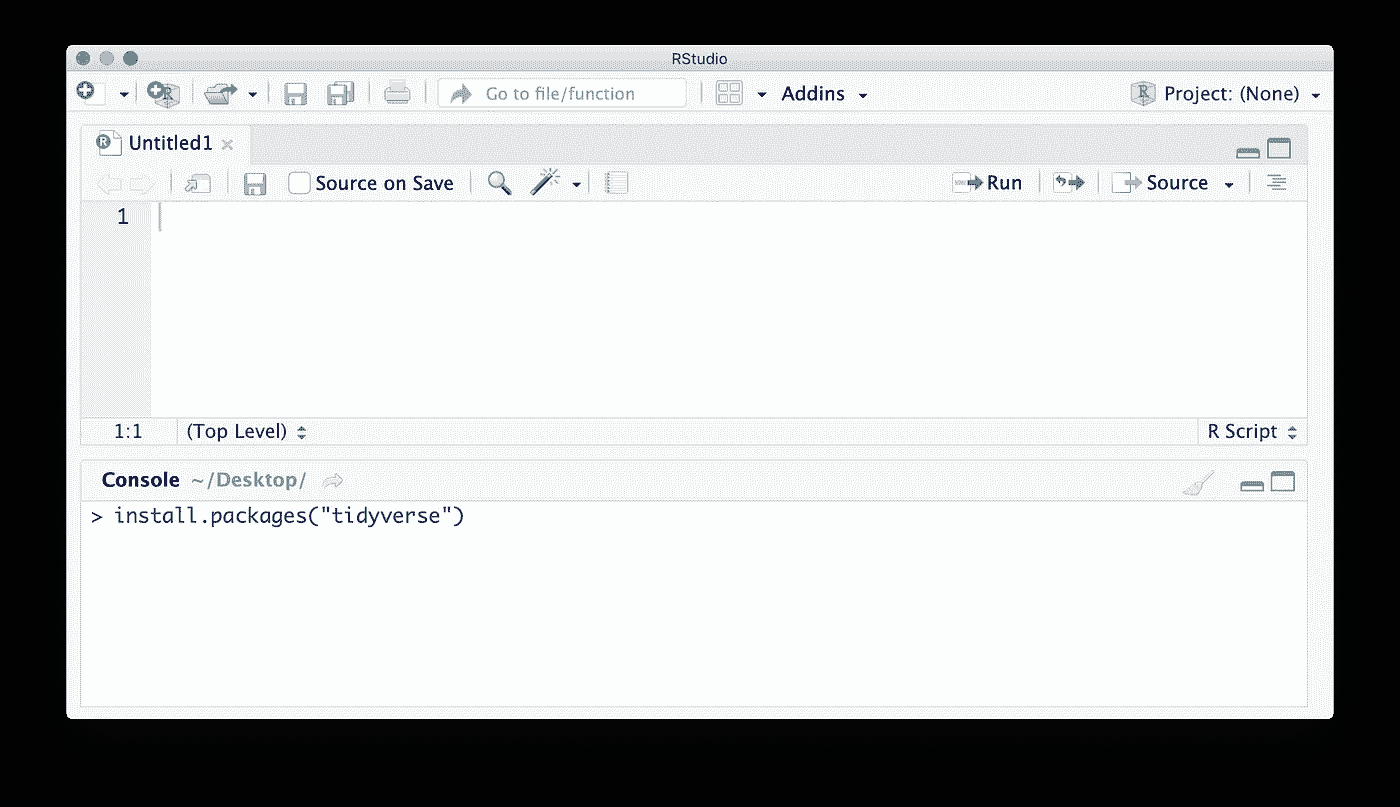 RStudio
Go to file/function Addins Project: (None)
Untitled1
Source on Save Run Source
1
1:1 (Top Level) R Script
Console ~/Desktop/
> install.packages("tidyverse")